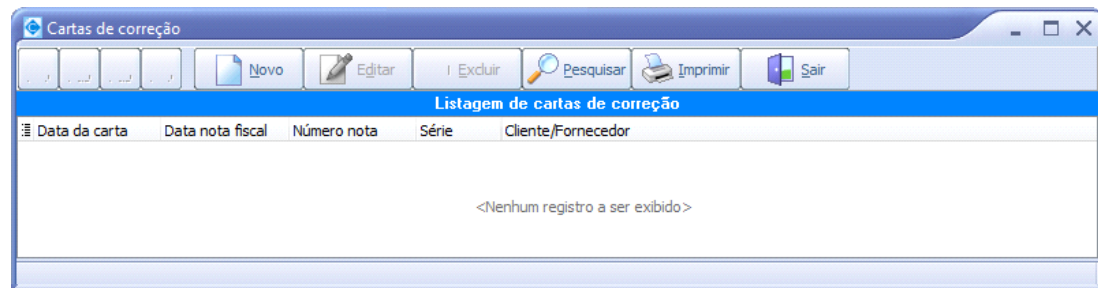 Cartas de correção
Novo Editar Excluir Pesquisar Imprimir Sair
Listagem de cartas de correção
Data da carta Data nota fiscal Número nota Série Cliente/Fornecedor
<Nenhum registro a ser exibido>